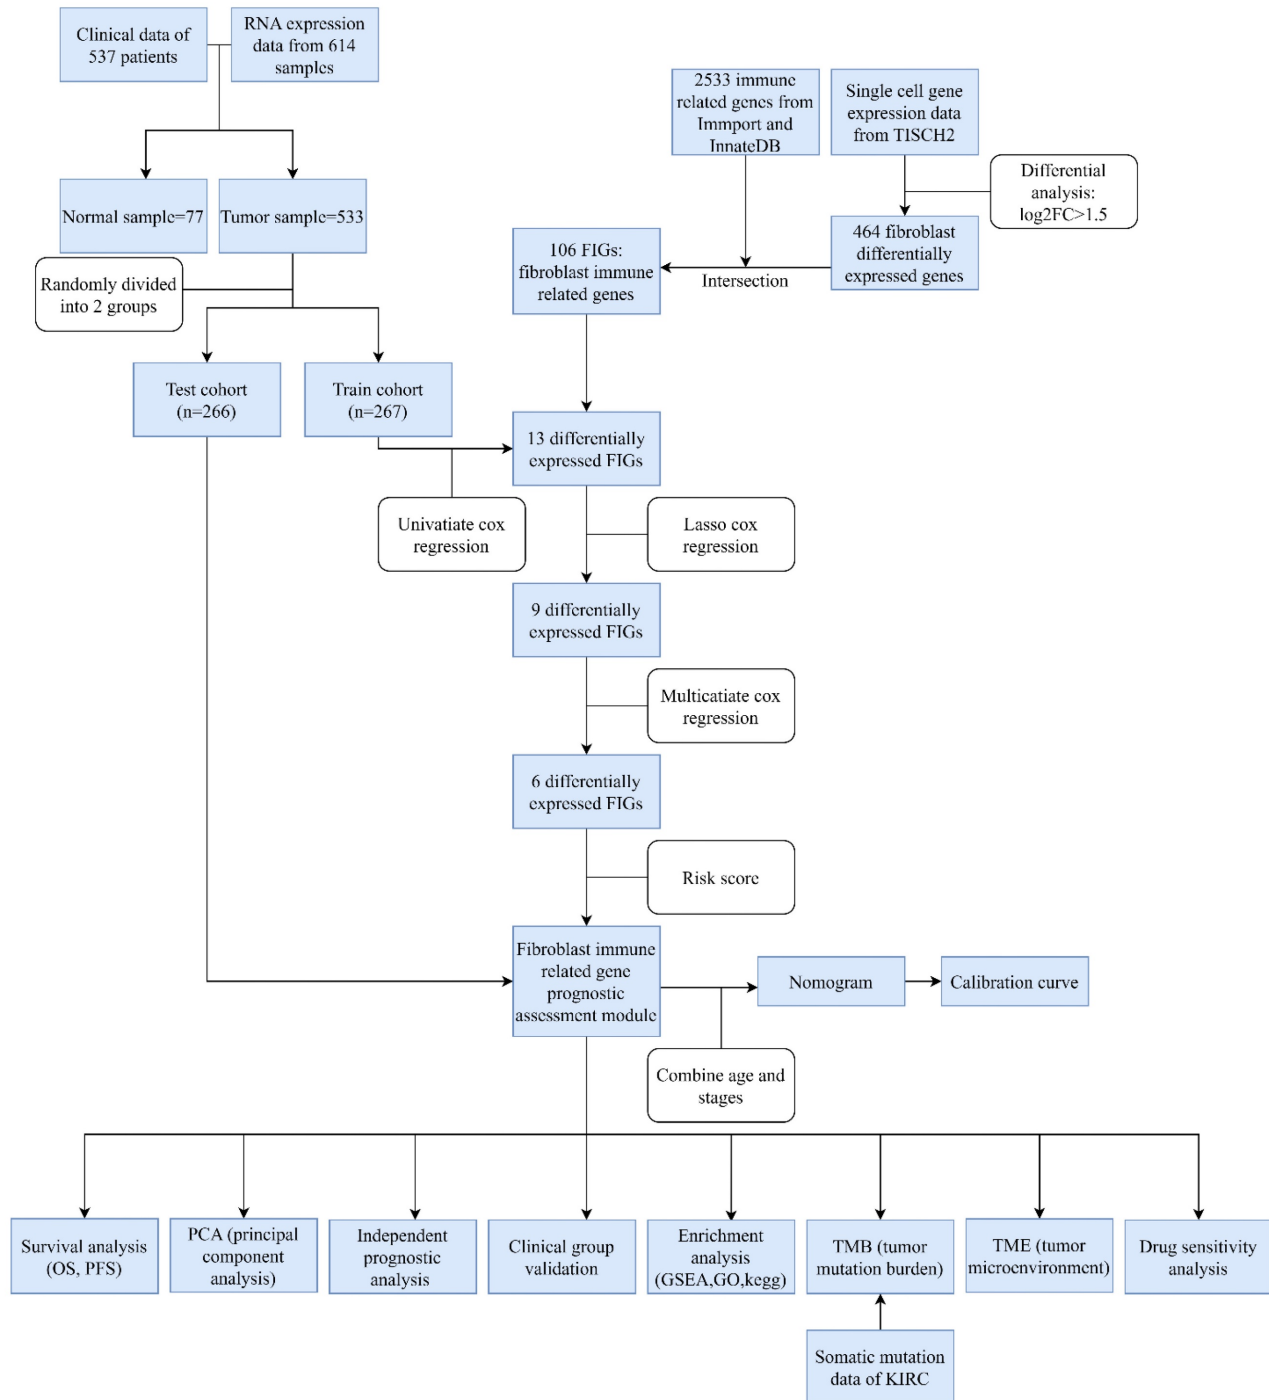 Clinical data of
537 patients
RNA expression
data from 614
samples
2533 immune
related genes from
Immport and
InnateDB
Single cell gene
expression data
from TISCH2
Differential
analysis:
log2FC>1.5
Normal sample=77
Tumor sample=533
464 fibroblast
differentially
expressed genes
106 FIGs:
fibroblast immune
related genes
Intersection
Randomly divided
into 2 groups
Test cohort
(n=266)
Train cohort
(n=267)
13 differentially
expressed FIGs
Univatiate cox
regression
Lasso cox
regression
9 differentially
expressed FIGs
Multicatiate cox
regression
6 differentially
expressed FIGs
Risk score
Fibroblast immune
related gene
prognostic
assessment module
Nomogram
Calibration curve
Combine age and
stages
Survival analysis
(OS, PFS)
PCA (principal
component
analysis)
Independent
prognostic
analysis
Clinical group
validation
Enrichment
analysis
(GSEA,GO,kegg)
TMB (tumor
mutation burden)
TME (tumor
microenvironment)
Drug sensitivity
analysis
Somatic mutation
data of KIRC